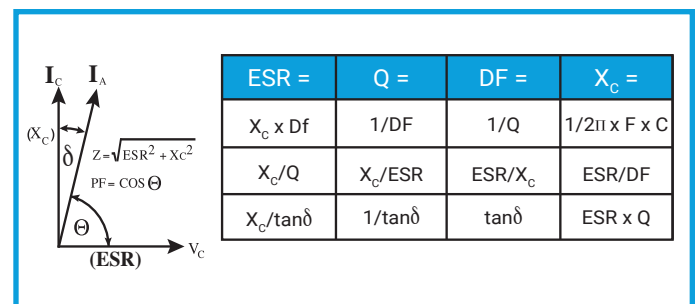 I_C I_A
(X_C)
δ
Z=√ESR² + Xc²
PF= COS Θ
Θ
V_C
(ESR)
ESR = Q = DF = X_C =
X_C x Df 1/DF 1/Q 1/2π x F x C
X_C/Q X_C/ESR ESR/X_C ESR/DF
X_C/tanδ 1/tanδ tanδ ESR x Q